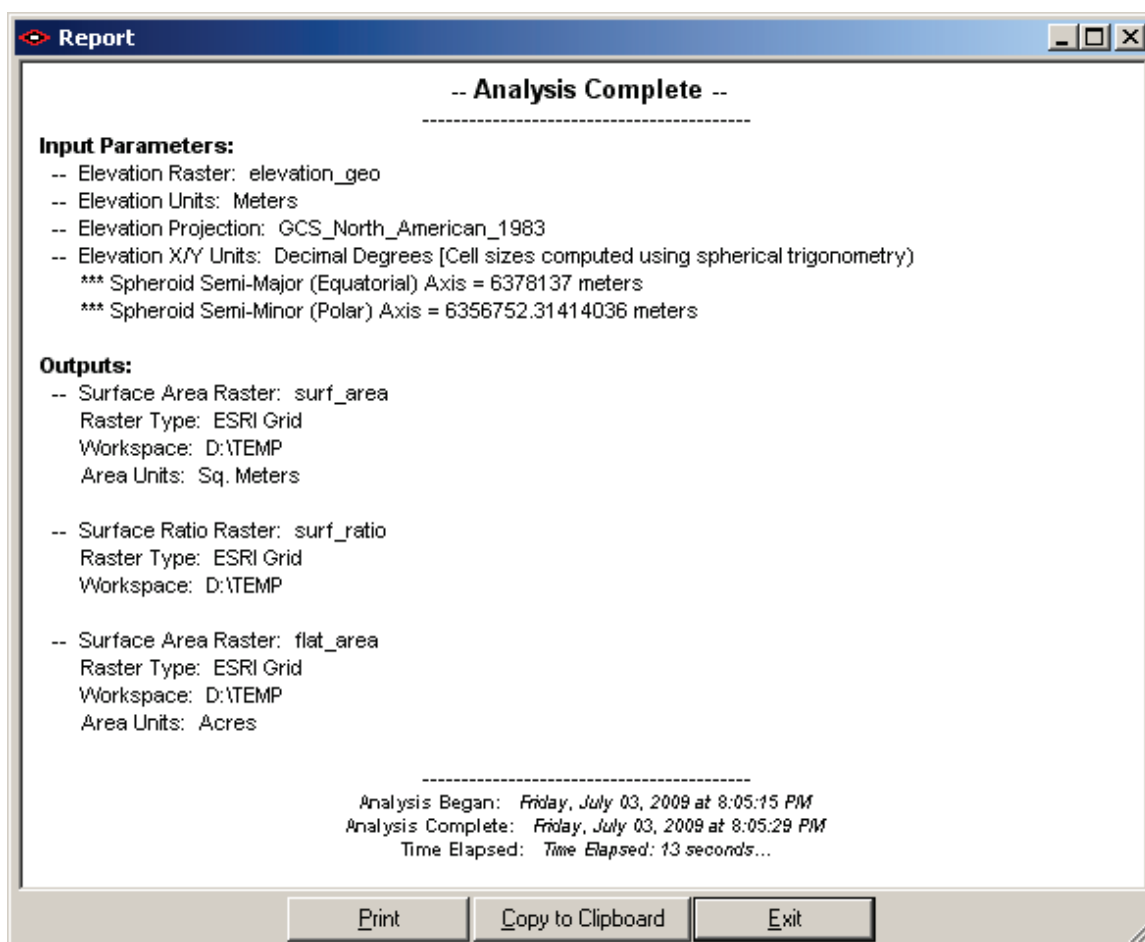 Report
-- Analysis Complete --
-----------------------------------------
Input Parameters:
-- Elevation Raster: elevation_geo
-- Elevation Units: Meters
-- Elevation Projection: GCS_North_American_1983
-- Elevation X/Y Units: Decimal Degrees [Cell sizes computed using spherical trigonometry)
*** Spheroid Semi-Major (Equatorial) Axis = 6378137 meters
*** Spheroid Semi-Minor (Polar) Axis = 6356752.31414036 meters
Outputs:
-- Surface Area Raster: surf_area
Raster Type: ESRI Grid
Workspace: D:\TEMP
Area Units: Sq. Meters
-- Surface Ratio Raster: surf_ratio
Raster Type: ESRI Grid
Workspace: D:\TEMP
-- Surface Area Raster: flat_area
Raster Type: ESRI Grid
Workspace: D:\TEMP
Area Units: Acres
-----------------------------------------
Analysis Began: Friday, July 03, 2009 at 8:05:15 PM
Analysis Complete: Friday, July 03, 2009 at 8:05:29 PM
Time Elapsed: Time Elapsed: 13 seconds...
Print Copy to Clipboard Exit